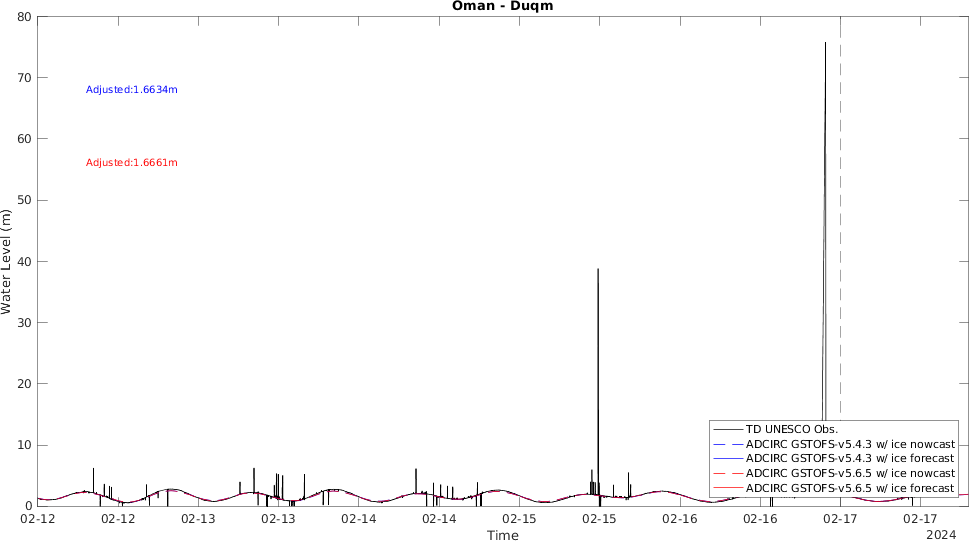 Oman - Duqm
80
70
60
50
40
30
20
10
0
Water Level (m)
Adjusted:1.6634m
Adjusted:1.6661m
TD UNESCO Obs.
ADCIRC GSTOFS-v5.4.3 w/ ice nowcast
ADCIRC GSTOFS-v5.4.3 w/ ice forecast
ADCIRC GSTOFS-v5.6.5 w/ ice nowcast
ADCIRC GSTOFS-v5.6.5 w/ ice forecast
02-12 02-12 02-13 02-13 02-14 02-14 02-15 02-15 02-16 02-16 02-17 02-17
Time
2024